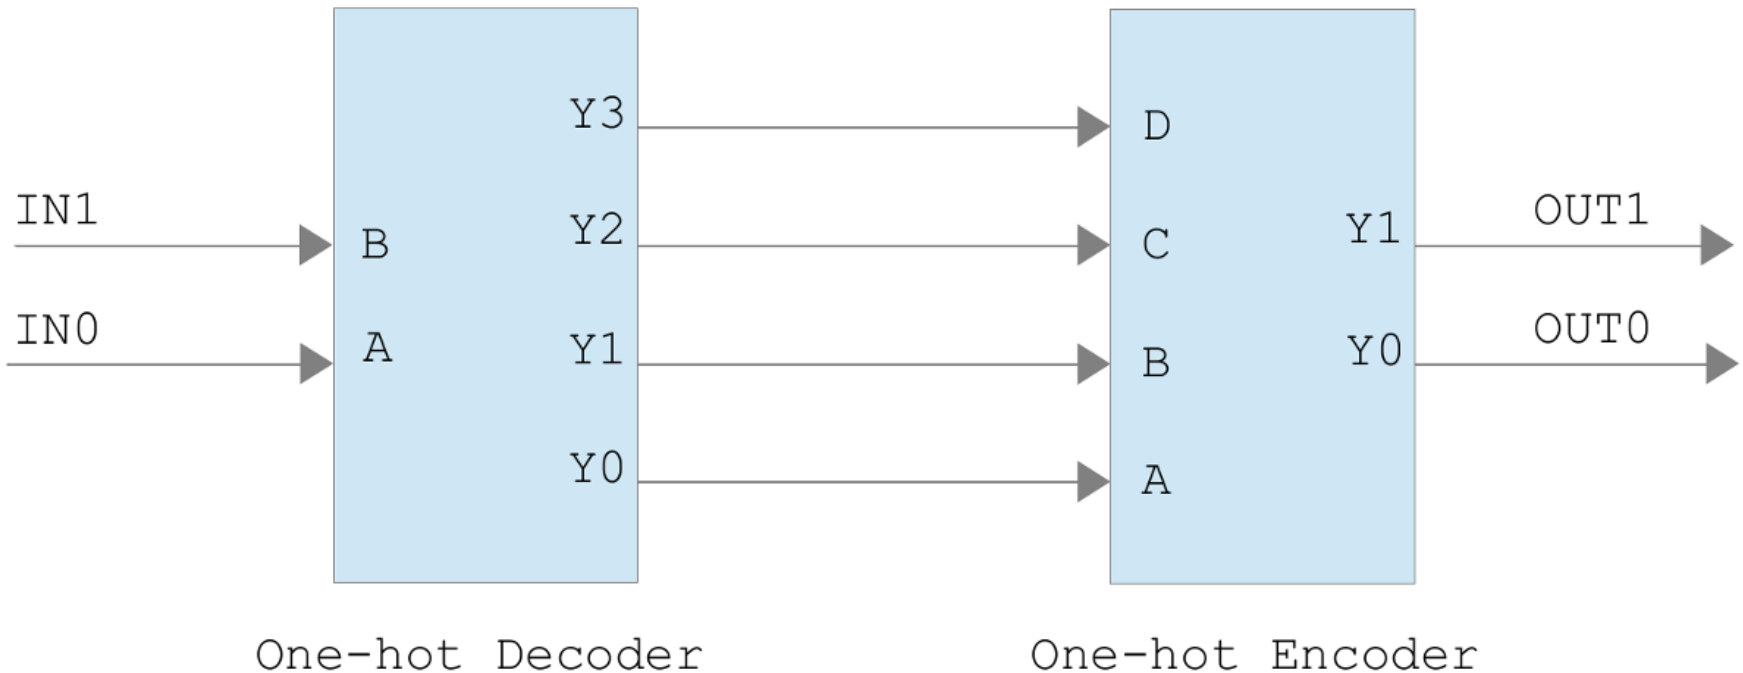 Y3
D
IN1
Y2
Y1
OUT1
B
C
IN0
OUT0
A
Y1
B
Y0
Y0
A
One-hot Decoder
One-hot Encoder